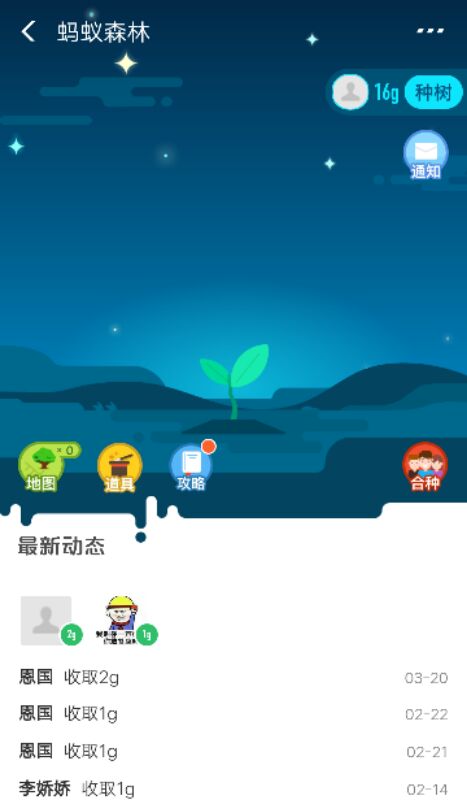 蚂蚁森林
16g 种树
通知
× 0
地图 道具 攻略 合种
最新动态
2g 1g
恩国 收取2g 03-20
恩国 收取1g 02-22
恩国 收取1g 02-21
李娇娇 收取1g 02-14